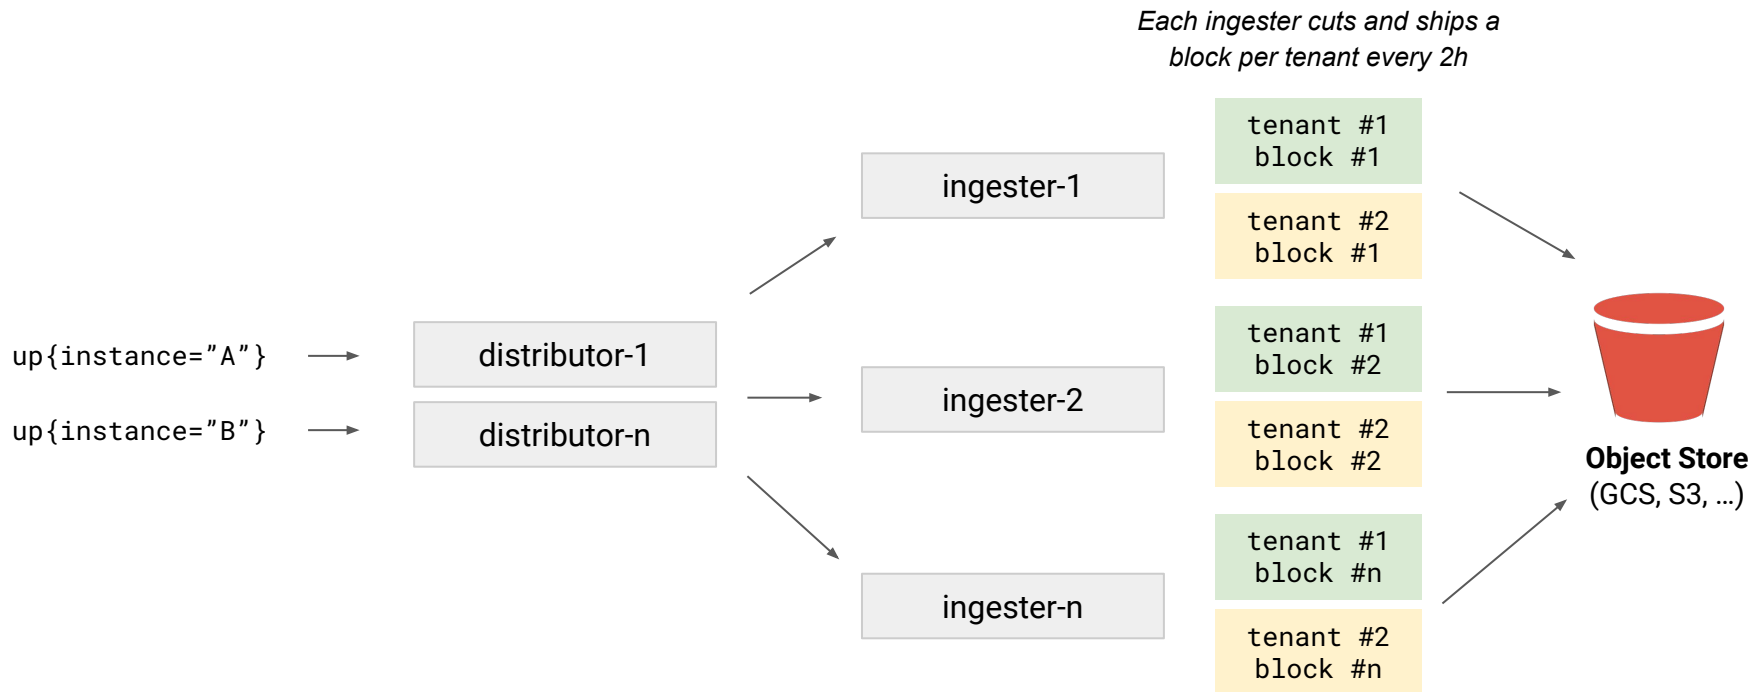 Each ingester cuts and ships a
block per tenant every 2h
tenant #1
block #1
ingester-1
tenant #2
block #1
up{instance=”A”}
distributor-1
tenant #1
block #2
ingester-2
up{instance=”B”}
distributor-n
tenant #2
block #2
Object Store
(GCS, S3, …)
tenant #1
block #n
ingester-n
tenant #2
block #n